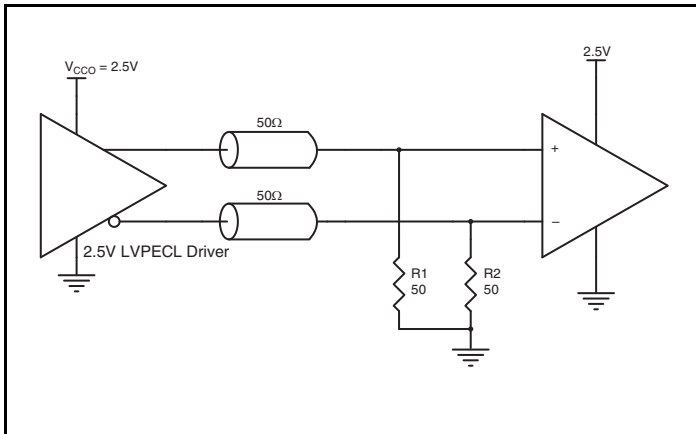 2.5V
V_CCO = 2.5V
50Ω
+
50Ω
–
2.5V LVPECL Driver
R1
50
R2
50